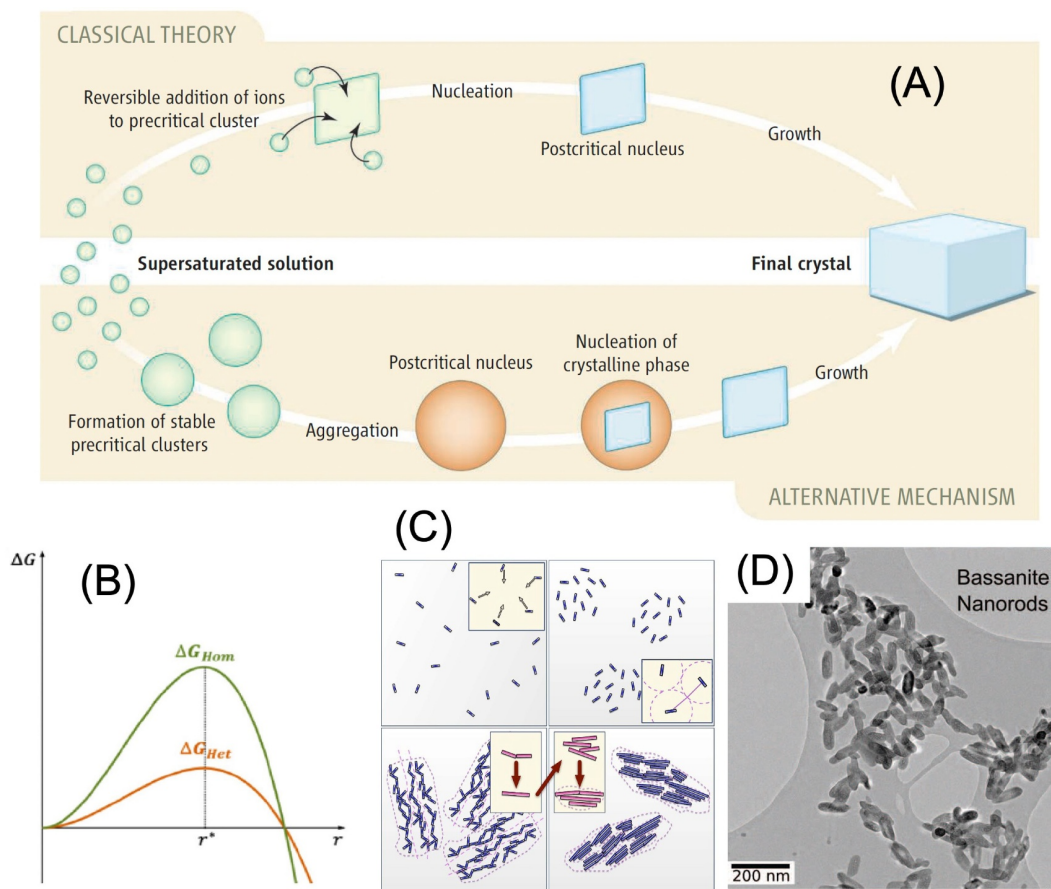 CLASSICAL THEORY
(A)
Reversible addition of ions
to precritical cluster
Nucleation
Postcritical nucleus
Growth
Supersaturated solution
Final crystal
Formation of stable
precritical clusters
Aggregation
Postcritical nucleus
Nucleation of
crystalline phase
Growth
ALTERNATIVE MECHANISM
(B)
ΔG
ΔG_Hom
ΔG_Het
r*
r
(C)
(D)
Bassanite
Nanorods
200 nm